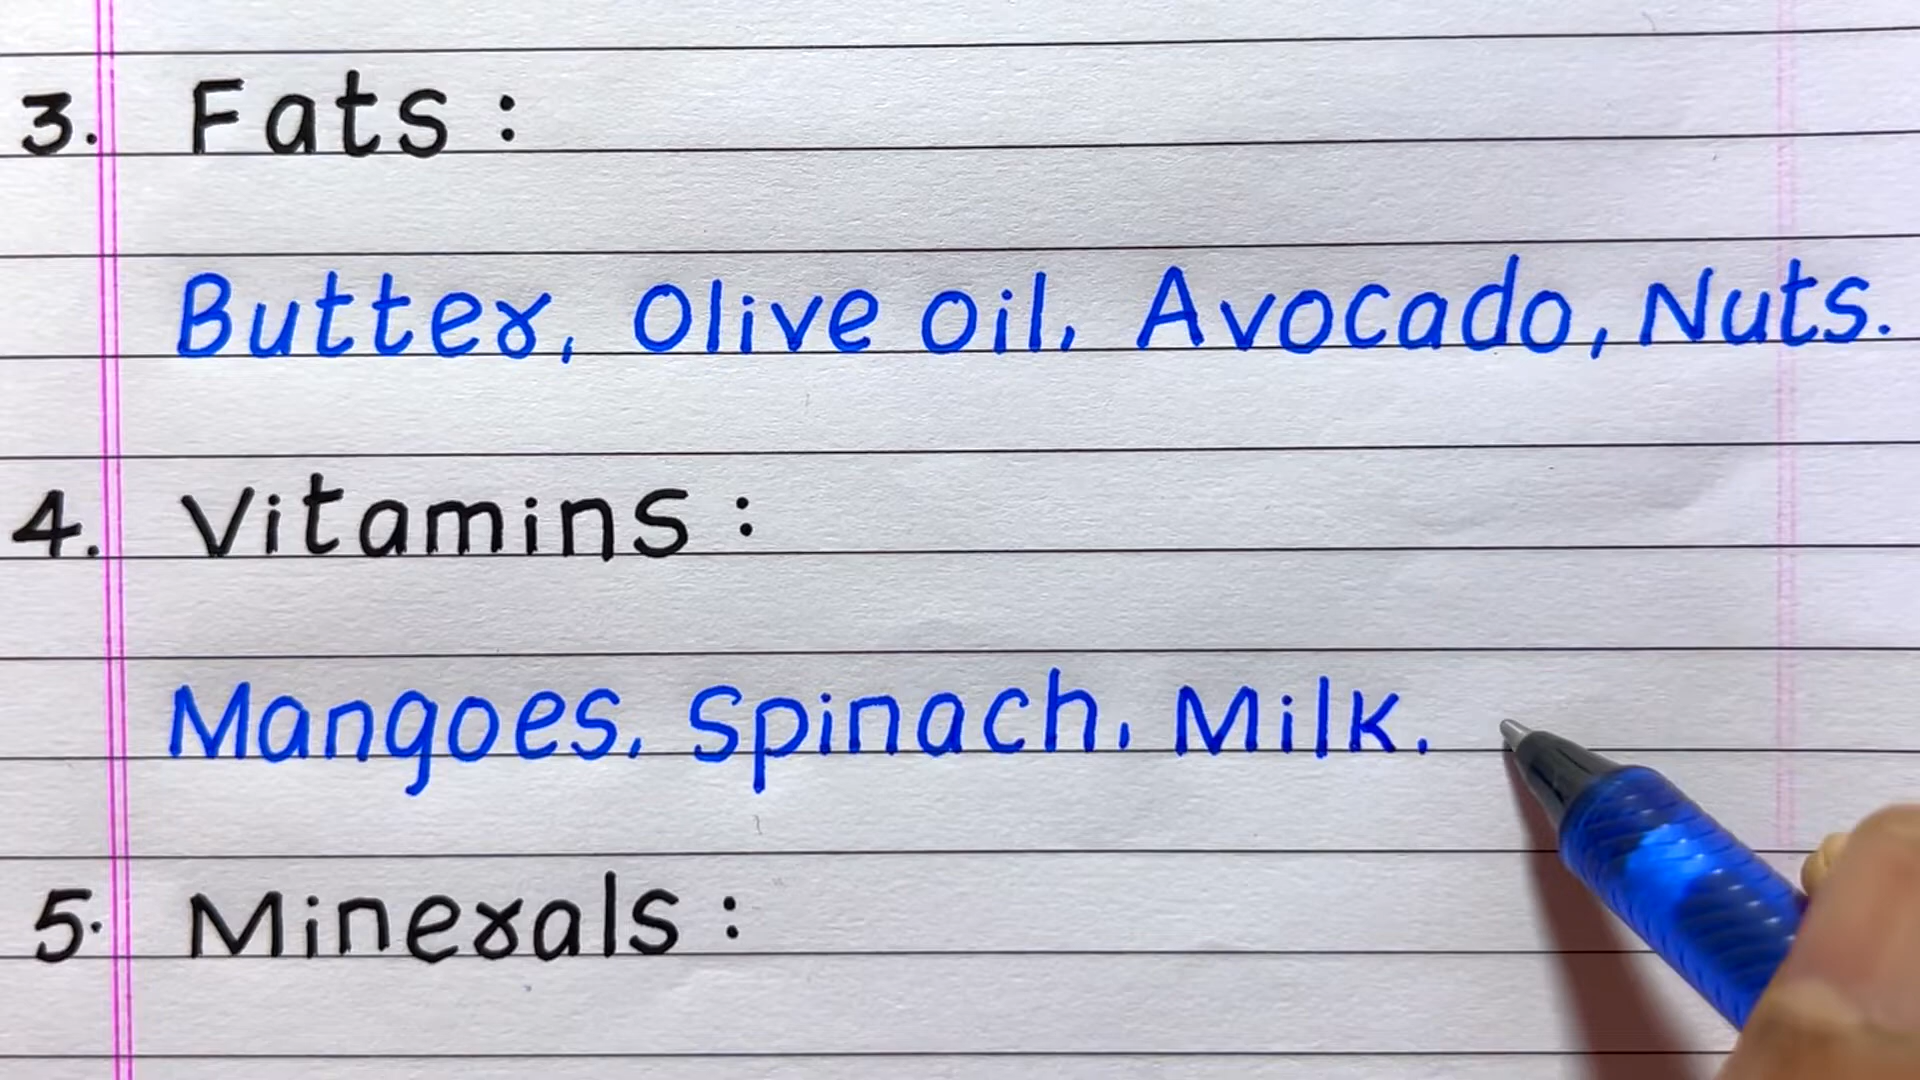 3. Fats :
Butter, Olive oil, Avocado, Nuts.
4. Vitamins :
Mangoes, Spinach, Milk.
5. Minerals :